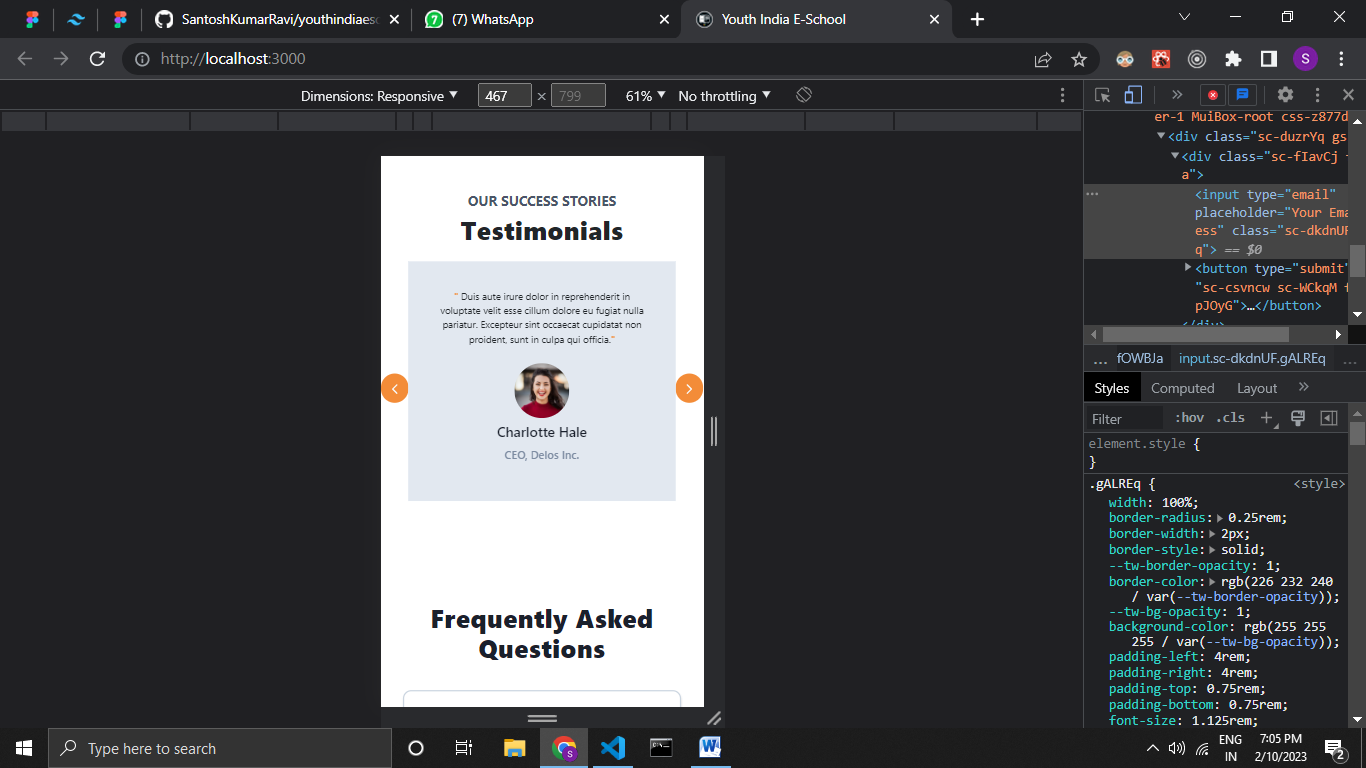 SantoshKumarRavi/youthindiaesc
(7) WhatsApp
Youth India E-School
http://localhost:3000
S
Dimensions: Responsive
467
×
799
61%
No throttling
OUR SUCCESS STORIES
Testimonials
" Duis aute irure dolor in reprehenderit in
voluptate velit esse cillum dolore eu fugiat nulla
pariatur. Excepteur sint occaecat cupidatat non
proident, sunt in culpa qui officia."
Charlotte Hale
CEO, Delos Inc.
Frequently Asked
Questions
er-1 MuiBox-root css-z877d
<div class="sc-duzrYq gs
<div class="sc-fIavCj
a">
<input type="email"
placeholder="Your Ema
ess" class="sc-dkdnUF
q"> == $0
<button type="submit"
"sc-csvncw sc-WCkqM f
pJOyG">…</button>
</div>
... fOWBJa input.sc-dkdnUF.gALREq ...
Styles Computed Layout
Filter :hov .cls
element.style {
}
.gALREq { <style>
width: 100%;
border-radius: 0.25rem;
border-width: 2px;
border-style: solid;
--tw-border-opacity: 1;
border-color: rgb(226 232 240
/ var(--tw-border-opacity));
--tw-bg-opacity: 1;
background-color: rgb(255 255
255 / var(--tw-bg-opacity));
padding-left: 4rem;
padding-right: 4rem;
padding-top: 0.75rem;
padding-bottom: 0.75rem;
font-size: 1.125rem;
Type here to search
ENG
IN
7:05 PM
2/10/2023
2